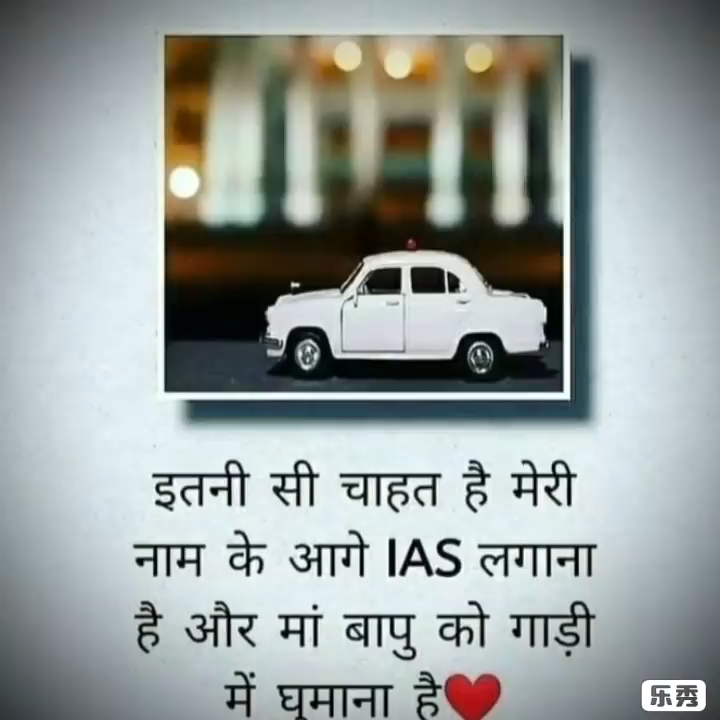 इतनी सी चाहत है मेरी
नाम के आगे IAS लगाना
है और मां बापु को गाड़ी
में घुमाना है❤️
乐秀